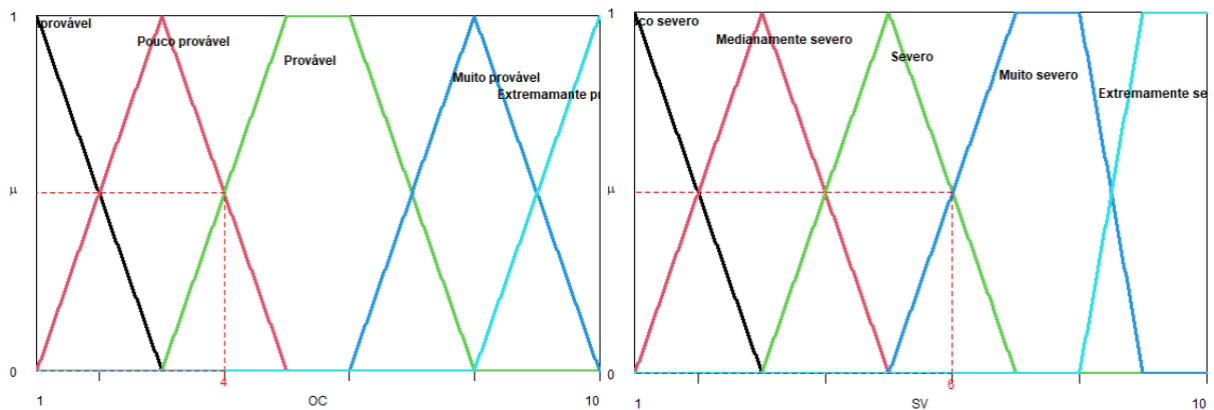 1
provável
Pouco provável
Provável
Muito provável
Extremamante p
μ
0
4
1
OC
10
1
co severo
Medianamente severo
Severo
Muito severo
Extremamente se
μ
0
6
1
SV
10